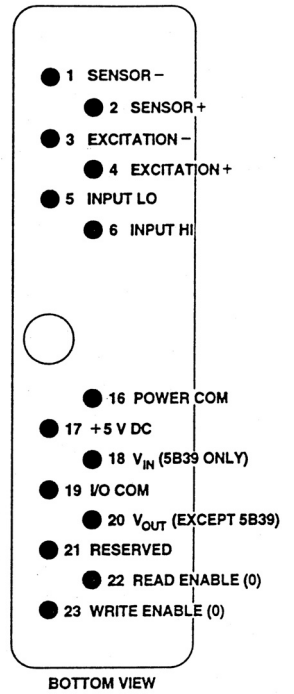 1 SENSOR –
2 SENSOR +
3 EXCITATION –
4 EXCITATION +
5 INPUT LO
6 INPUT HI
16 POWER COM
17 +5 V DC
18 VIN (5B39 ONLY)
19 I/O COM
20 VOUT (EXCEPT 5B39)
21 RESERVED
22 READ ENABLE (0)
23 WRITE ENABLE (0)
BOTTOM VIEW